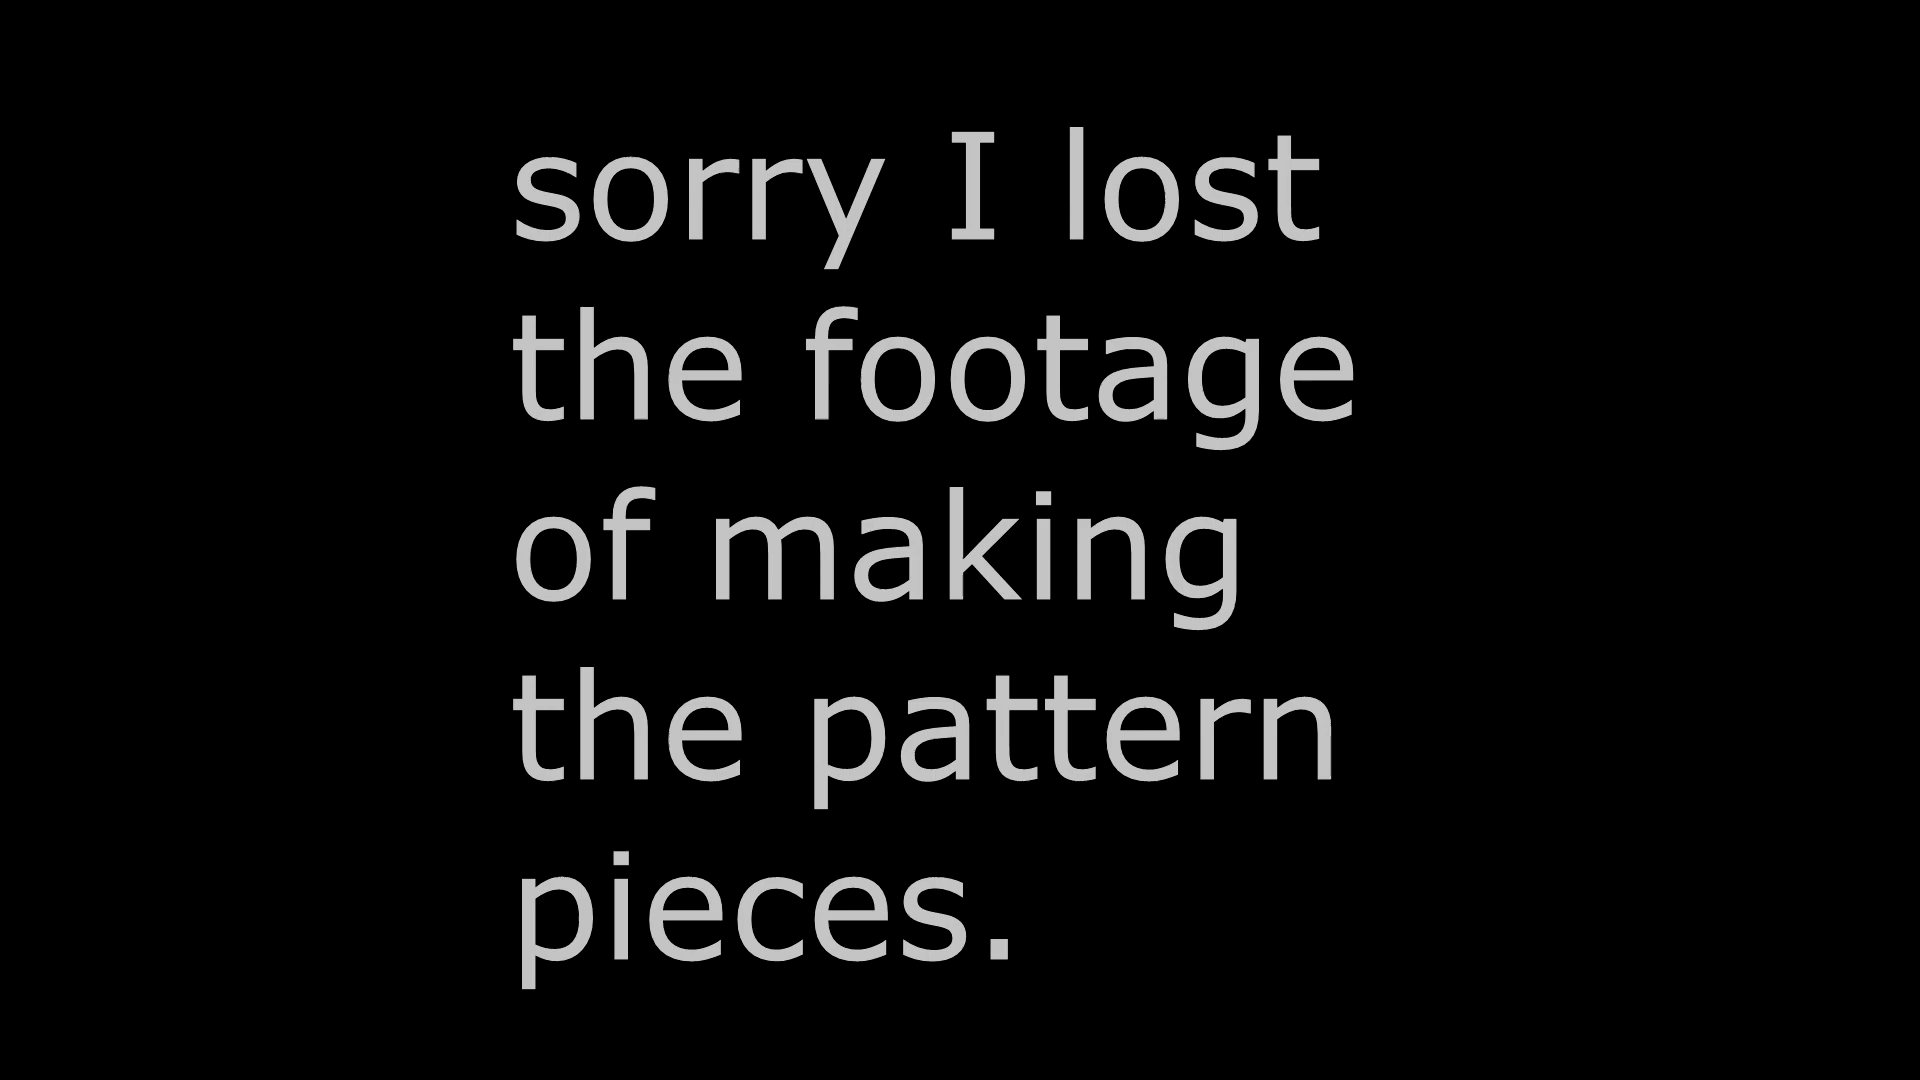 sorry I lost
the footage
of making
the pattern
pieces.